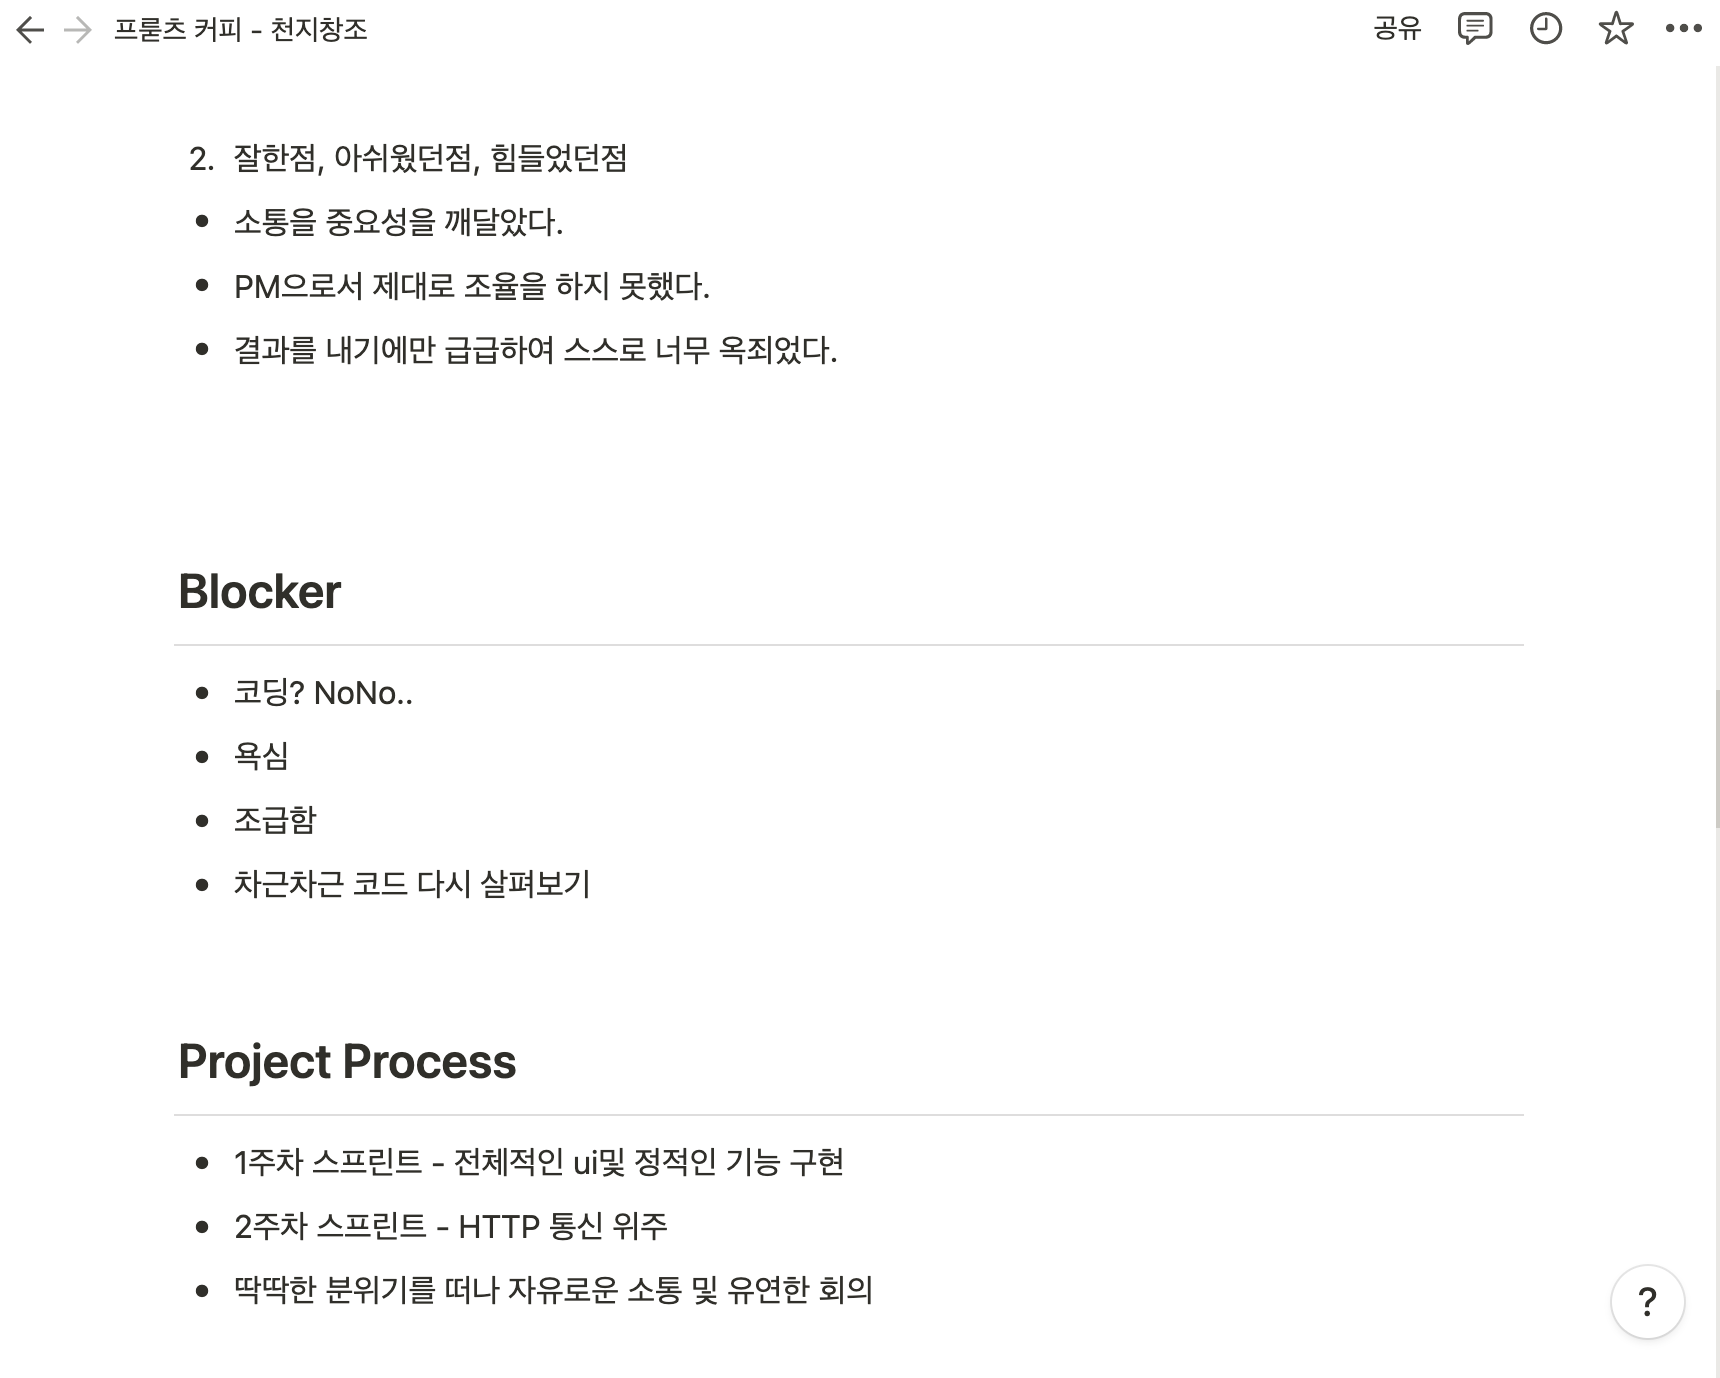 프룯츠 커피 - 천지창조
공유
2. 잘한점, 아쉬웠던점, 힘들었던점
소통을 중요성을 깨달았다.
PM으로서 제대로 조율을 하지 못했다.
결과를 내기에만 급급하여 스스로 너무 옥죄었다.
Blocker
코딩? NoNo..
욕심
조급함
차근차근 코드 다시 살펴보기
Project Process
1주차 스프린트 - 전체적인 ui및 정적인 기능 구현
2주차 스프린트 - HTTP 통신 위주
딱딱한 분위기를 떠나 자유로운 소통 및 유연한 회의
?